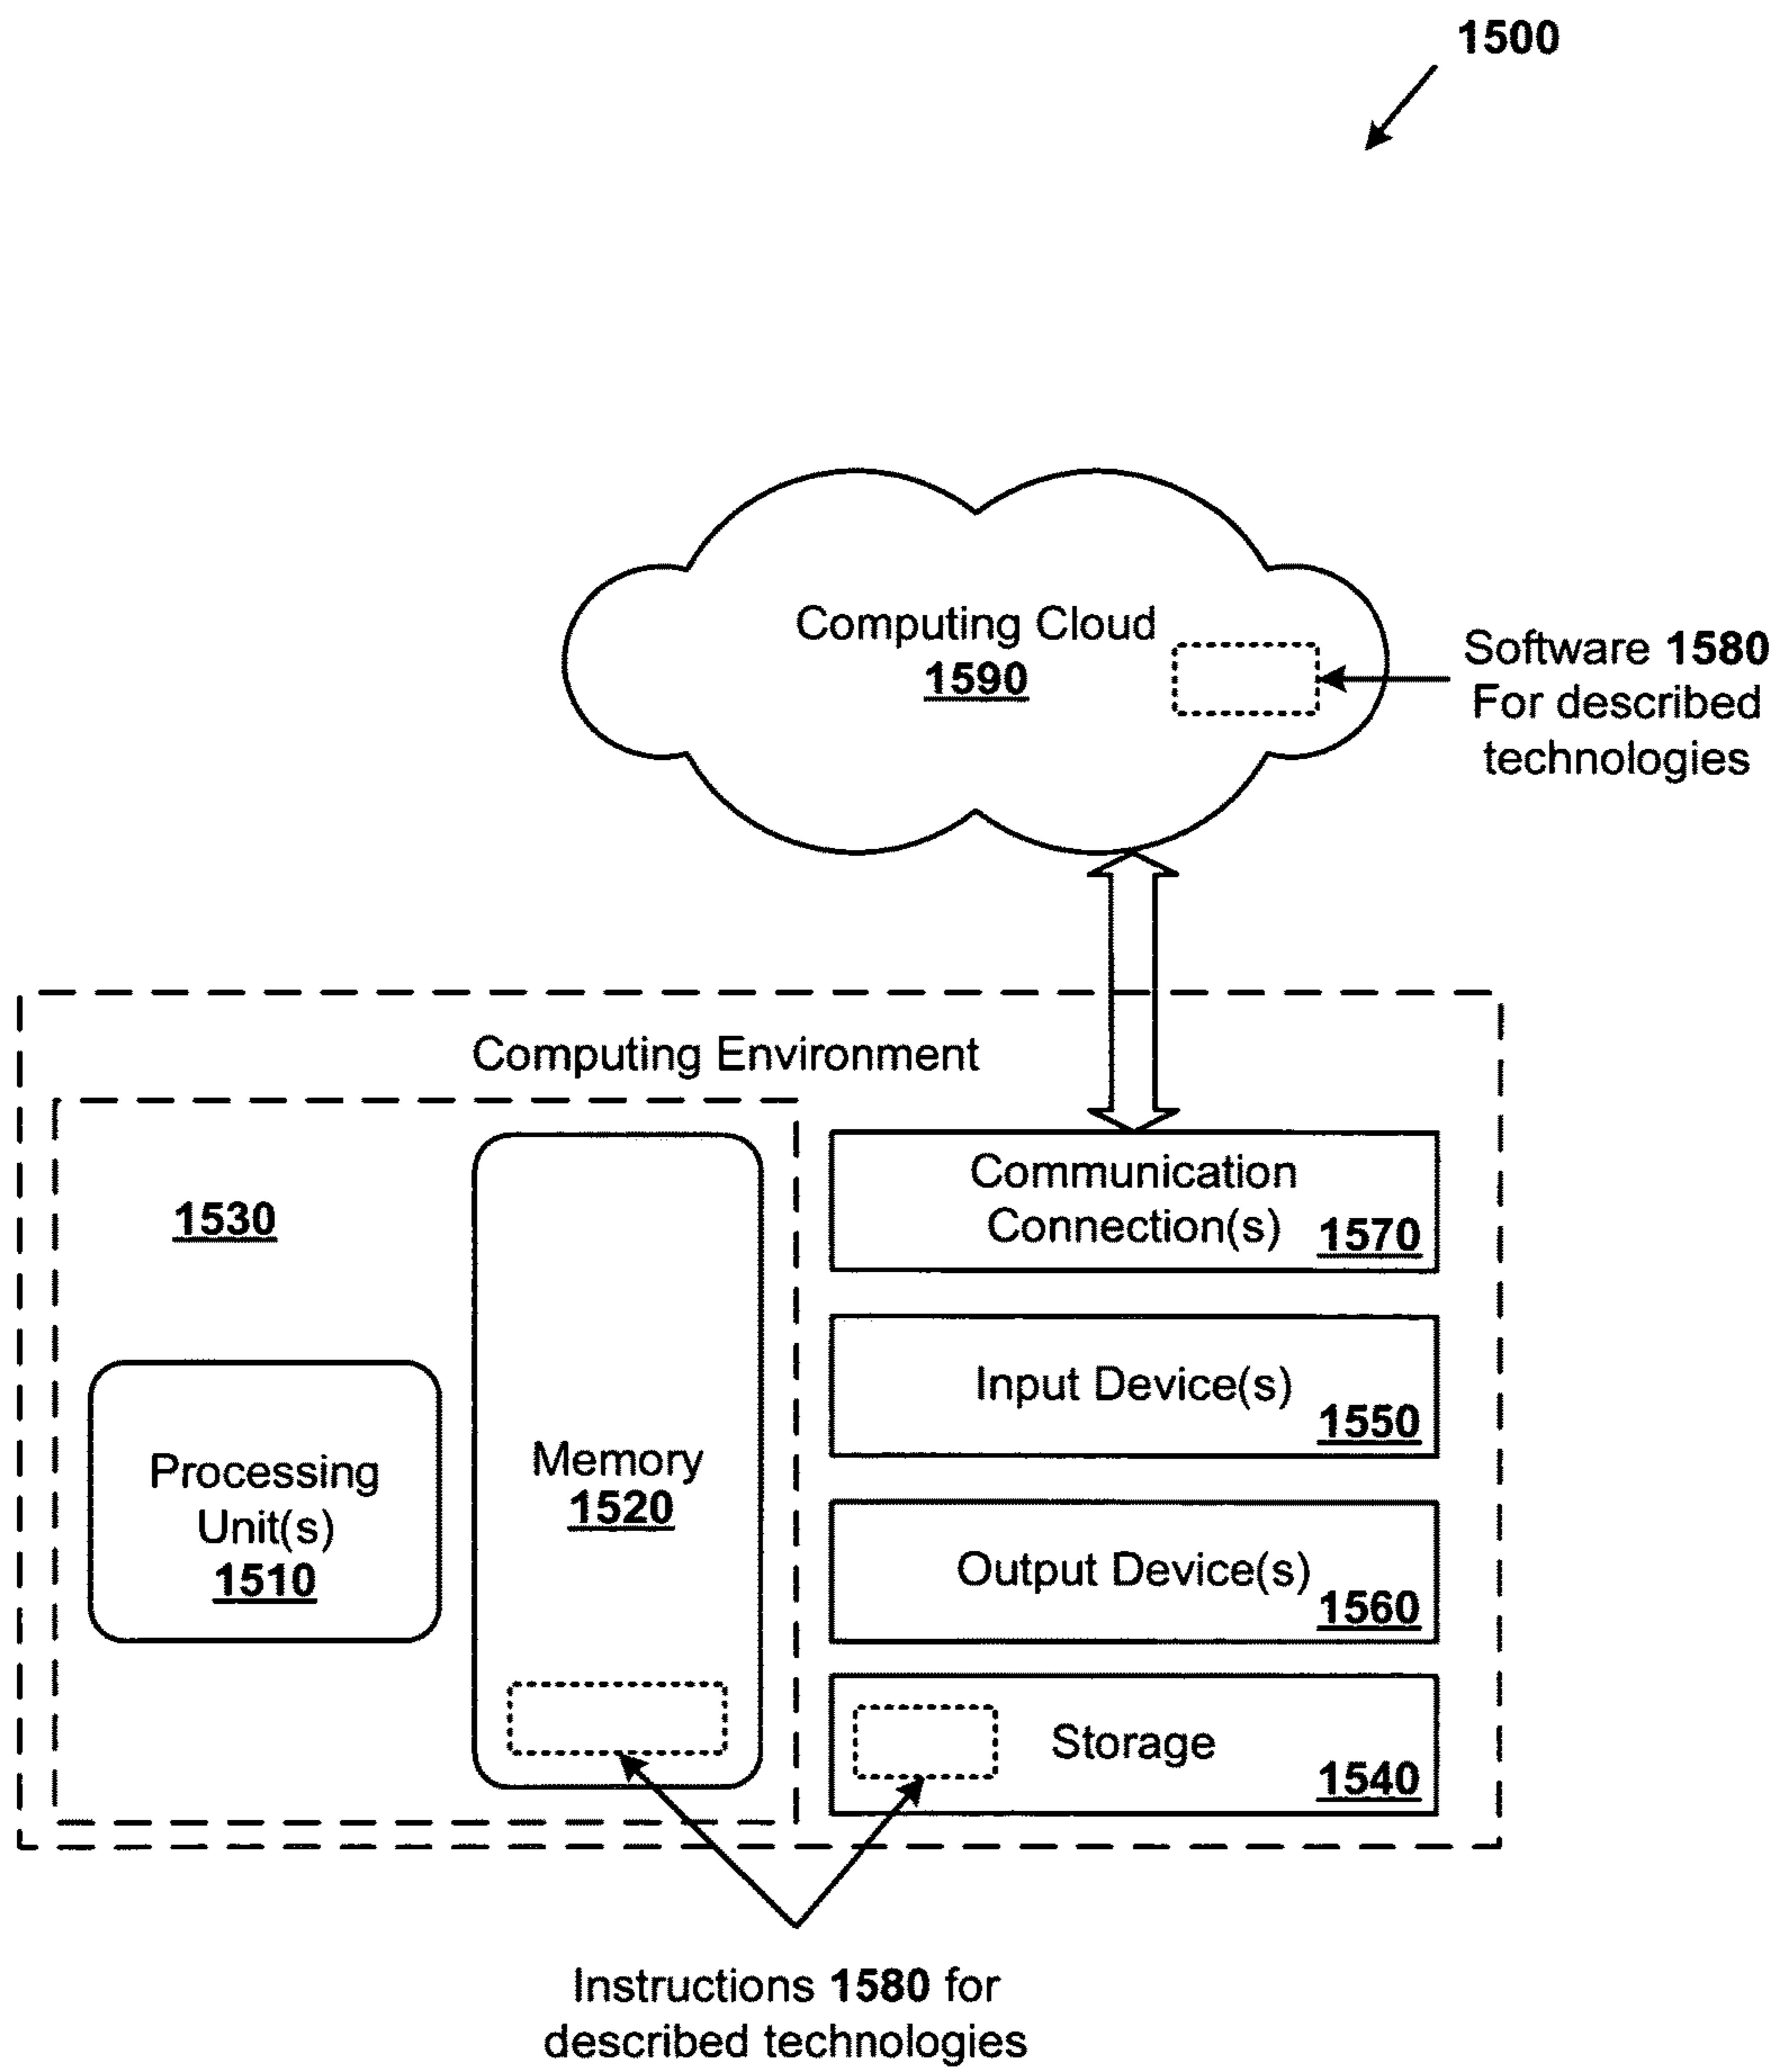 1500
Computing Cloud
1590
Software 1580
For described
technologies
Computing Environment
1530
Processing
Unit(s)
1510
Memory
1520
Communication
Connection(s)
1570
Input Device(s)
1550
Output Device(s)
1560
Storage
1540
Instructions 1580 for
described technologies